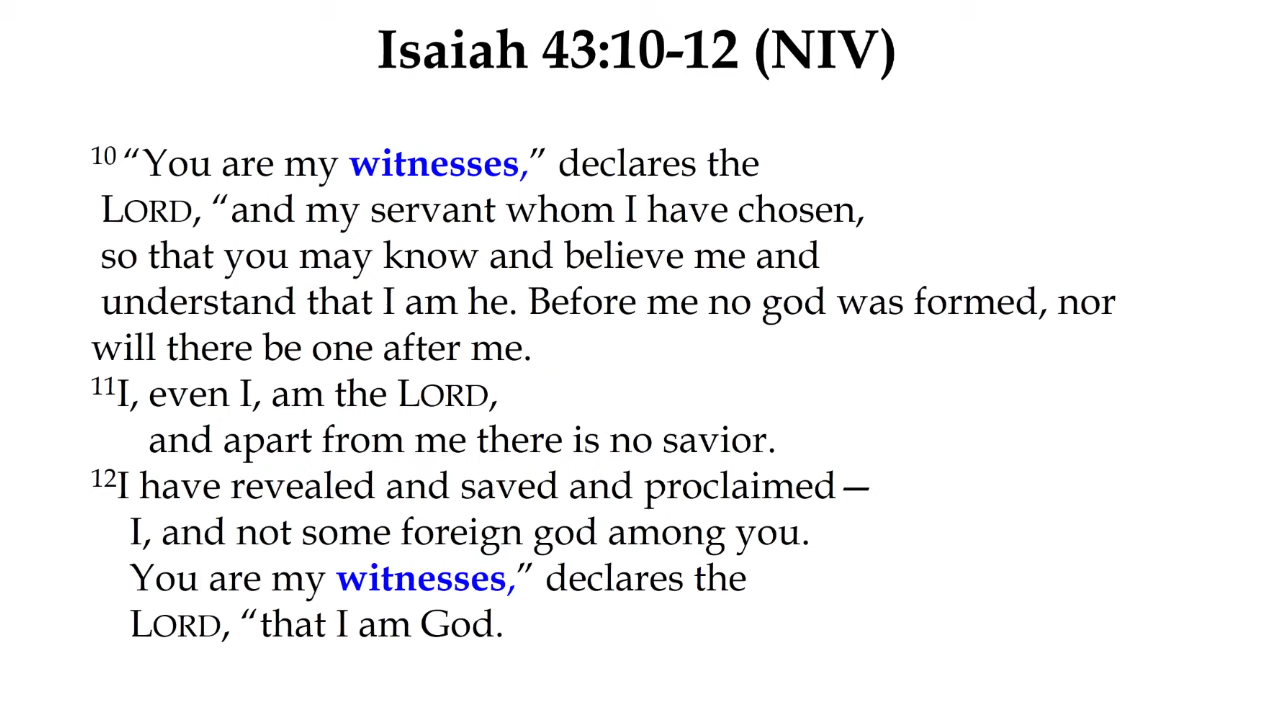 Isaiah 43:10-12 (NIV)
10 “You are my witnesses,” declares the
LORD, “and my servant whom I have chosen,
so that you may know and believe me and
understand that I am he. Before me no god was formed, nor
will there be one after me.
11I, even I, am the LORD,
and apart from me there is no savior.
12I have revealed and saved and proclaimed—
I, and not some foreign god among you.
You are my witnesses,” declares the
LORD, “that I am God.